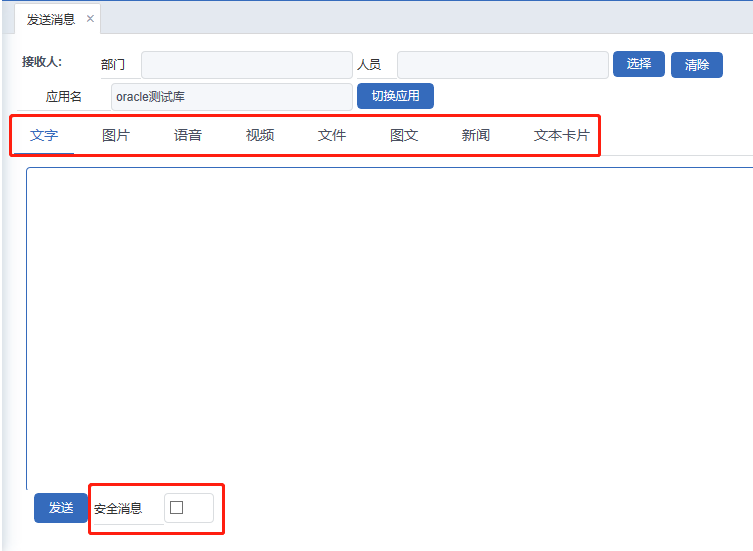 发送消息 ×
接收人: 部门 人员 选择 清除
应用名 oracle测试库 切换应用
文字 图片 语音 视频 文件 图文 新闻 文本卡片
发送 安全消息